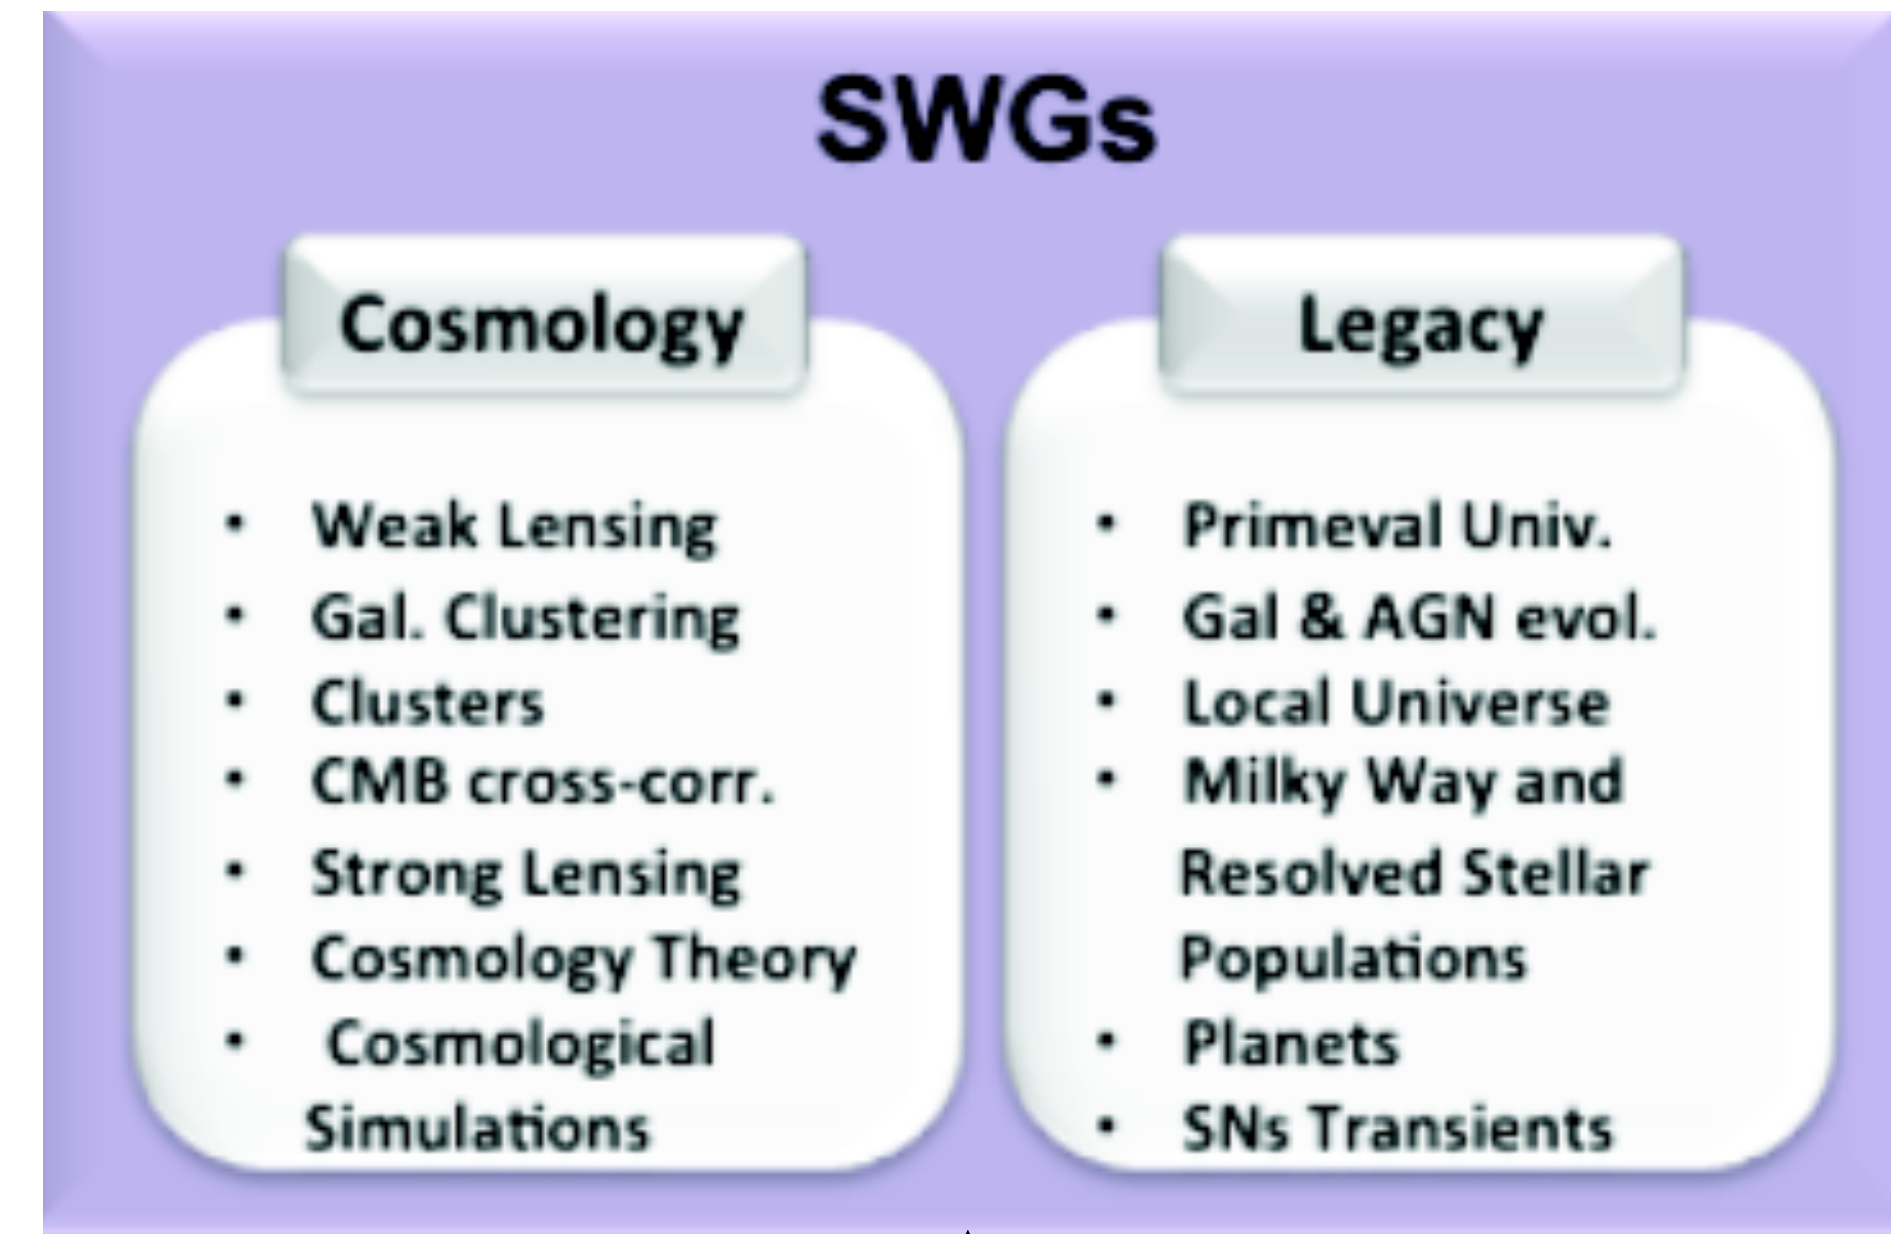 SWGs
Cosmology
• Weak Lensing
• Gal. Clustering
• Clusters
• CMB cross-corr.
• Strong Lensing
• Cosmology Theory
• Cosmological
Simulations
Legacy
• Primeval Univ.
• Gal & AGN evol.
• Local Universe
• Milky Way and
Resolved Stellar
Populations
• Planets
• SNs Transients